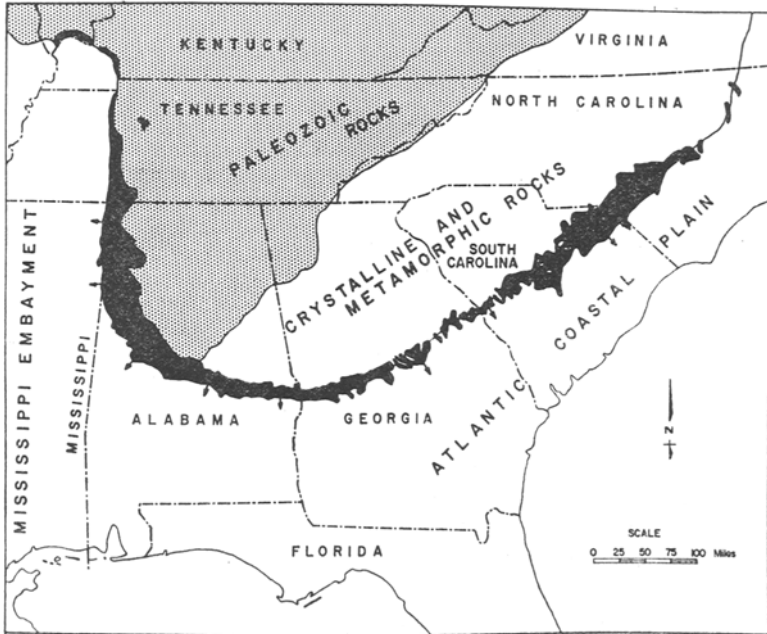 KENTUCKY
VIRGINIA
TENNESSEE
NORTH CAROLINA
PALEOZOIC
ROCKS
CRYSTALLINE AND
METAMORPHIC ROCKS
SOUTH
CAROLINA
MISSISSIPPI EMBAYMENT
MISSISSIPPI
ALABAMA
GEORGIA
ATLANTIC COASTAL PLAIN
FLORIDA
N
SCALE
0 25 50 75 100 Miles